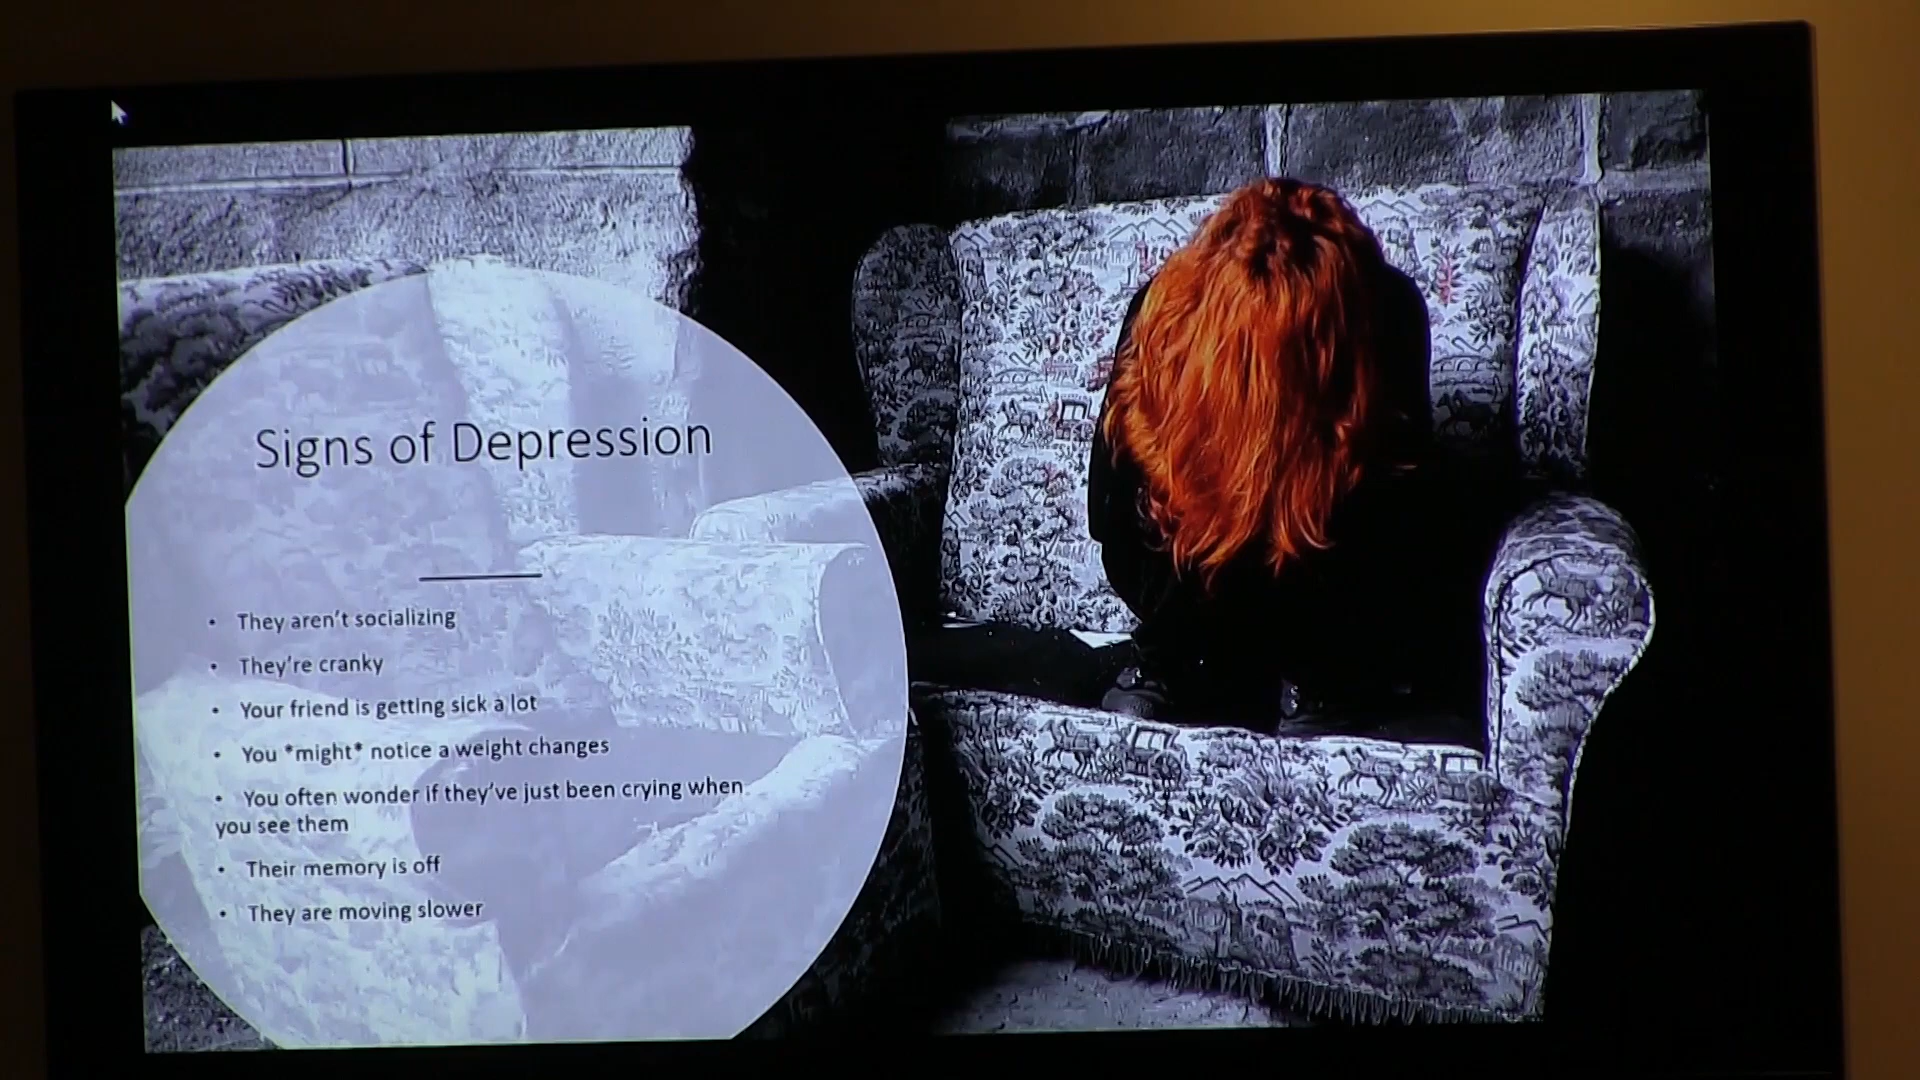 Signs of Depression
• They aren't socializing
• They're cranky
• Your friend is getting sick a lot
• You *might* notice a weight changes
• You often wonder if they've just been crying when
you see them
• Their memory is off
• They are moving slower